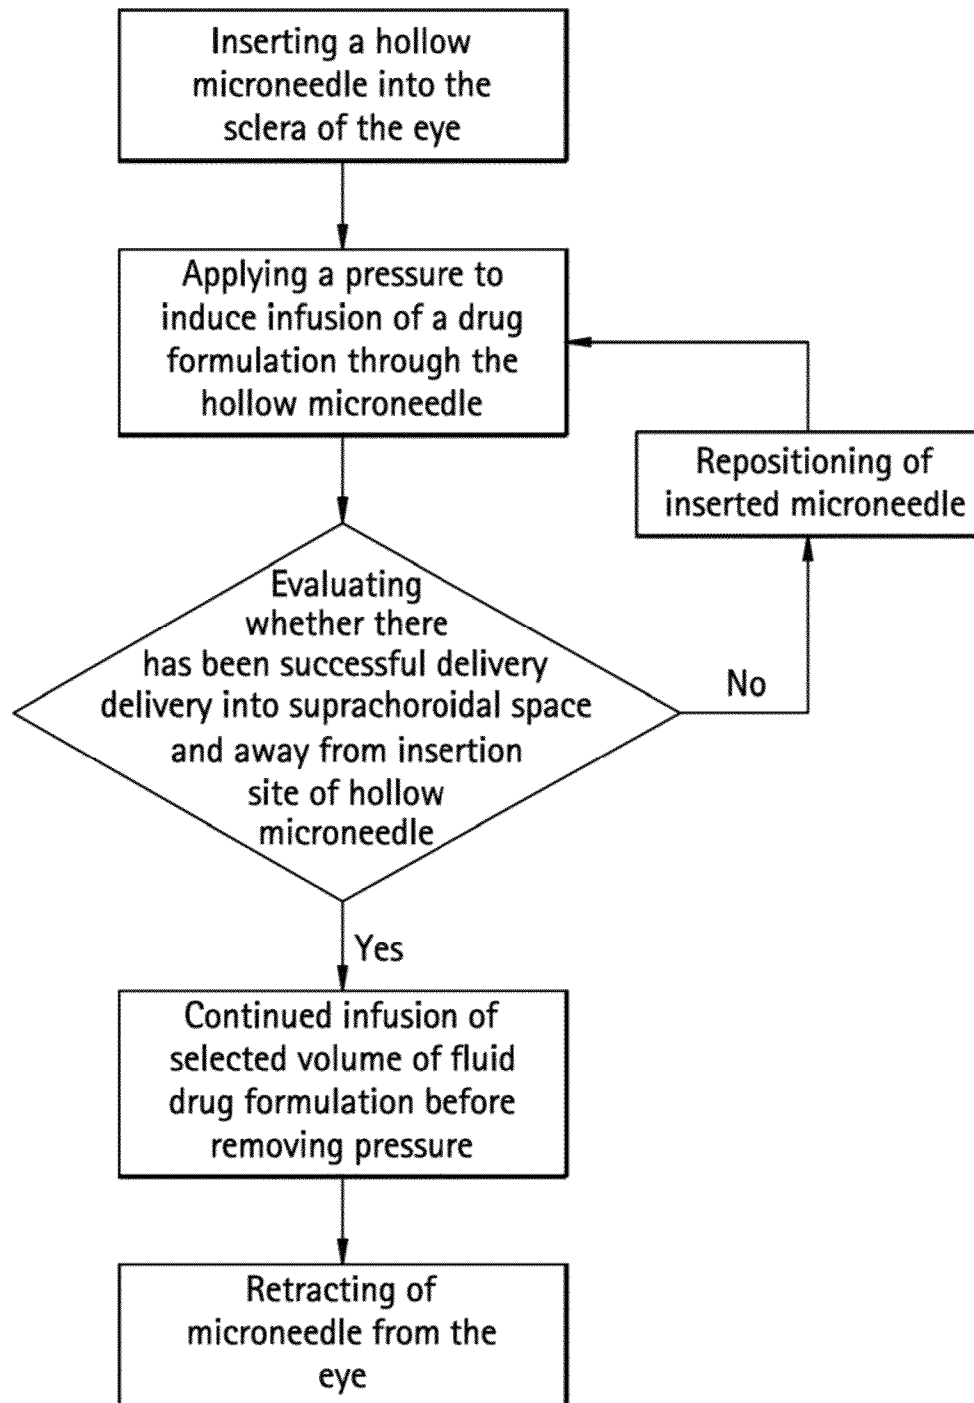 Inserting a hollow
microneedle into the
sclera of the eye
Applying a pressure to
induce infusion of a drug
formulation through the
hollow microneedle
Repositioning of
inserted microneedle
Evaluating
whether there
has been successful delivery
delivery into suprachoroidal space
and away from insertion
site of hollow
microneedle
No
Yes
Continued infusion of
selected volume of fluid
drug formulation before
removing pressure
Retracting of
microneedle from the
eye